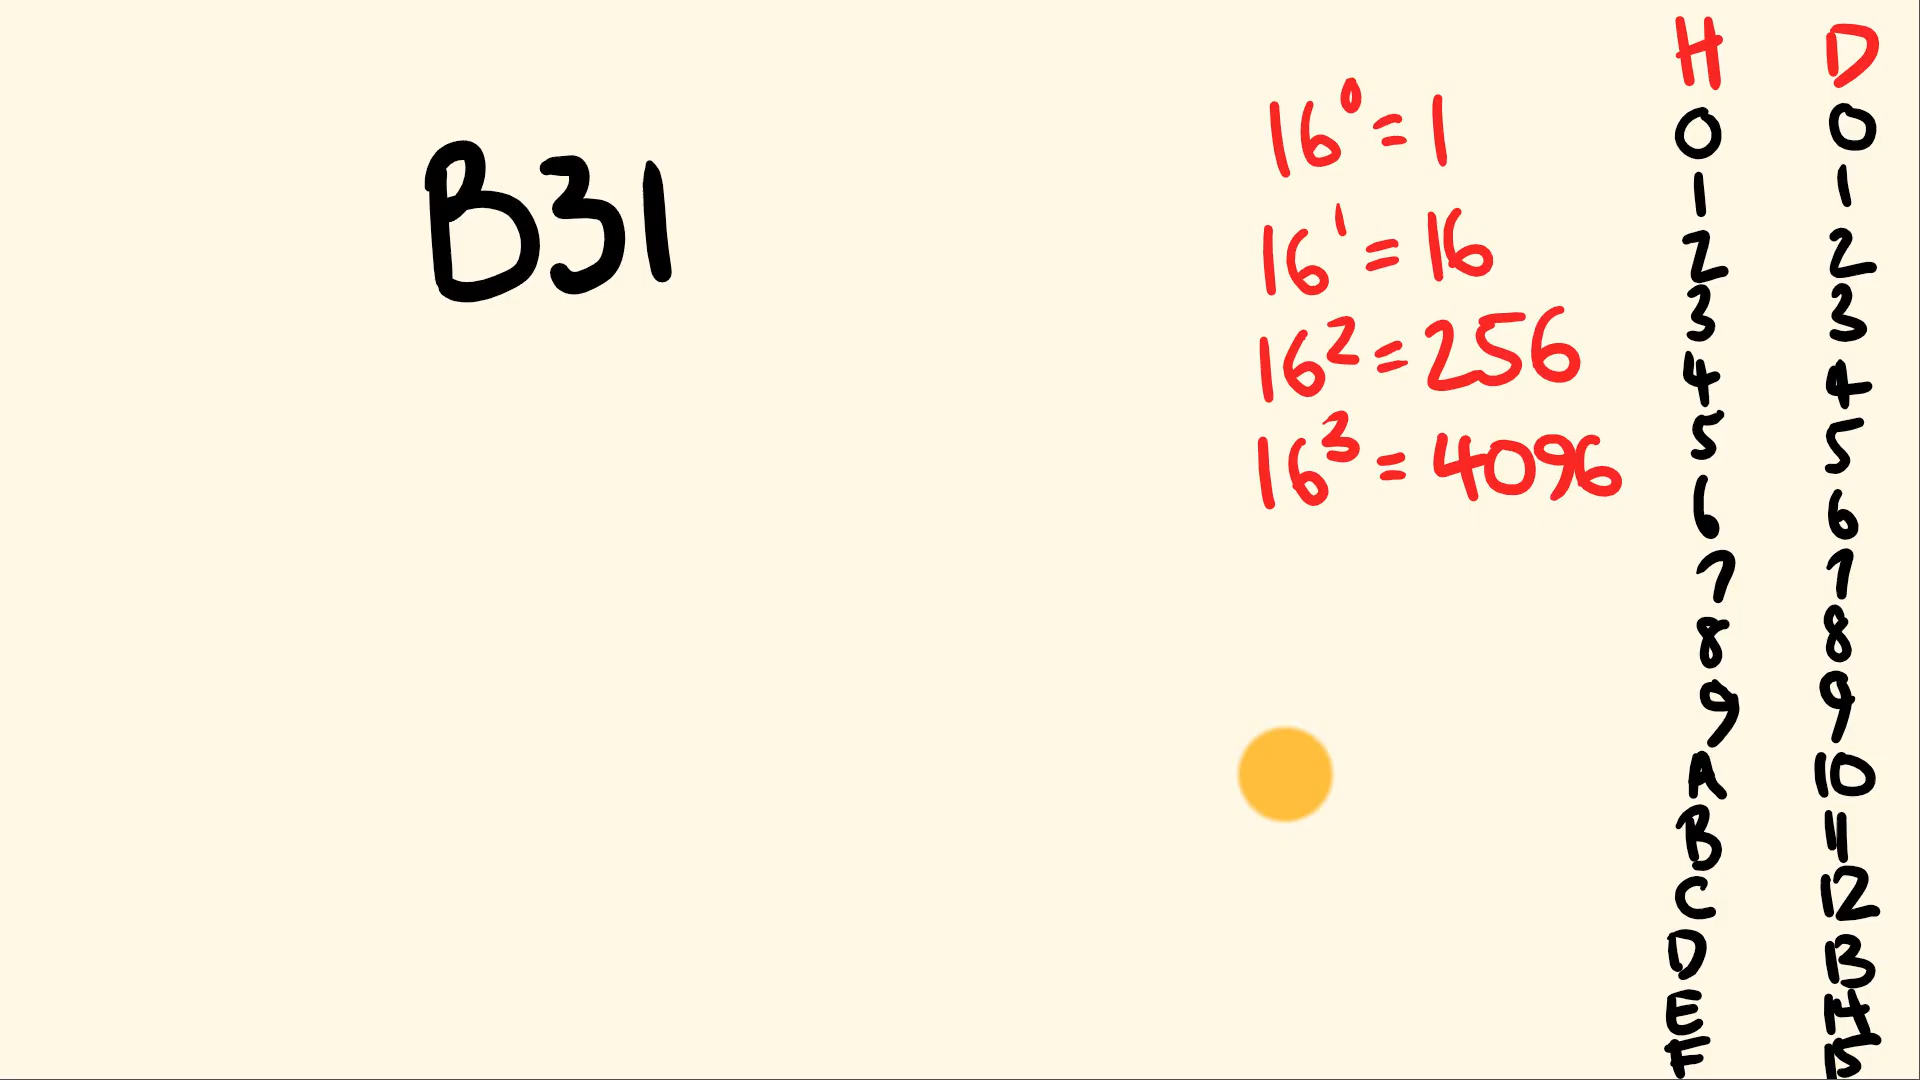 B31
16⁰ = 1
16¹ = 16
16² = 256
16³ = 4096
H D
0 0
1 1
2 2
3 3
4 4
5 5
6 6
7 7
8 8
9 9
A 10
B 11
C 12
D 13
E 14
F 15